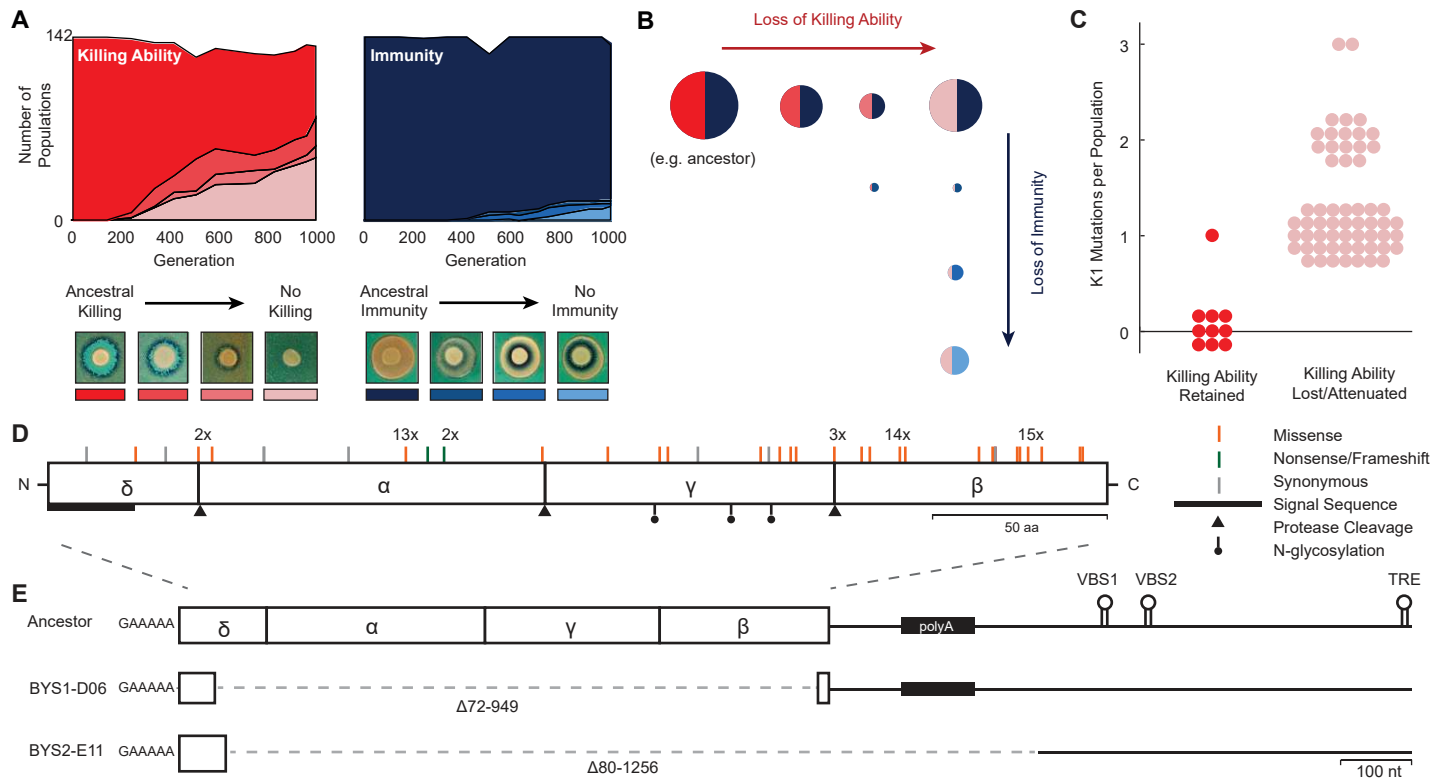 A
142
Killing Ability
Number of
Populations
0
0 200 400 600 800 1000
Generation
Immunity
0 200 400 600 800 1000
Generation
Ancestral
Killing
No
Killing
Ancestral
Immunity
No
Immunity
B
Loss of Killing Ability
(e.g. ancestor)
Loss of Immunity
C
K1 Mutations per Population
3
2
1
0
Killing Ability
Retained
Killing Ability
Lost/Attenuated
D
2x 13x 2x 3x 14x 15x
N δ α γ β C
50 aa
Missense
Nonsense/Frameshift
Synonymous
Signal Sequence
Protease Cleavage
N-glycosylation
E
VBS1 VBS2 TRE
Ancestor GAAAAA δ α γ β polyA
BYS1-D06 GAAAAA
Δ72-949
BYS2-E11 GAAAAA
Δ80-1256
100 nt